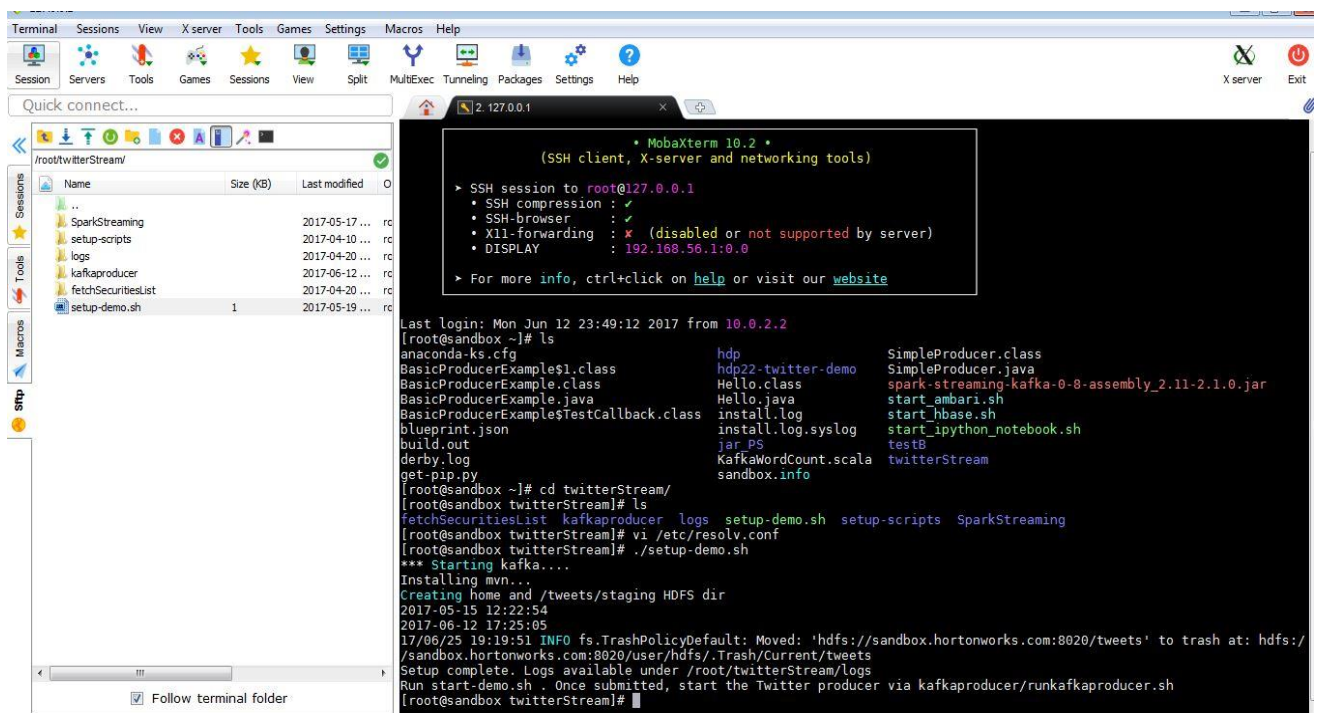 Terminal Sessions View X server Tools Games Settings Macros Help
Session Servers Tools Games Sessions View Split MultiExec Tunneling Packages Settings Help X server Exit
Quick connect...
2. 127.0.0.1
/root/twitterStream/
Name Size (KB) Last modified
..
SparkStreaming 2017-05-17 ...
setup-scripts 2017-04-10 ...
logs 2017-04-20 ...
kafkaproducer 2017-06-12 ...
fetchSecuritiesList 2017-04-20 ...
setup-demo.sh 1 2017-05-19 ...
Sessions
Tools
Macros
Sftp
Follow terminal folder
• MobaXterm 10.2 •
(SSH client, X-server and networking tools)
➤ SSH session to root@127.0.0.1
• SSH compression : ✔
• SSH-browser : ✔
• X11-forwarding : ✘ (disabled or not supported by server)
• DISPLAY : 192.168.56.1:0.0
➤ For more info, ctrl+click on help or visit our website
Last login: Mon Jun 12 23:49:12 2017 from 10.0.2.2
[root@sandbox ~]# ls
anaconda-ks.cfg hdp SimpleProducer.class
BasicProducerExample$1.class hdp22-twitter-demo SimpleProducer.java
BasicProducerExample.class Hello.class spark-streaming-kafka-0-8-assembly_2.11-2.1.0.jar
BasicProducerExample.java Hello.java start_ambari.sh
BasicProducerExample$TestCallback.class install.log start_hbase.sh
blueprint.json install.log.syslog start_ipython_notebook.sh
build.out jar_PS testB
derby.log KafkaWordCount.scala twitterStream
get-pip.py sandbox.info
[root@sandbox ~]# cd twitterStream/
[root@sandbox twitterStream]# ls
fetchSecuritiesList kafkaproducer logs setup-demo.sh setup-scripts SparkStreaming
[root@sandbox twitterStream]# vi /etc/resolv.conf
[root@sandbox twitterStream]# ./setup-demo.sh
*** Starting kafka....
Installing mvn...
Creating home and /tweets/staging HDFS dir
2017-05-15 12:22:54
2017-06-12 17:25:05
17/06/25 19:19:51 INFO fs.TrashPolicyDefault: Moved: 'hdfs://sandbox.hortonworks.com:8020/tweets' to trash at: hdfs:/
/sandbox.hortonworks.com:8020/user/hdfs/.Trash/Current/tweets
Setup complete. Logs available under /root/twitterStream/logs
Run start-demo.sh . Once submitted, start the Twitter producer via kafkaproducer/runkafkaproducer.sh
[root@sandbox twitterStream]#